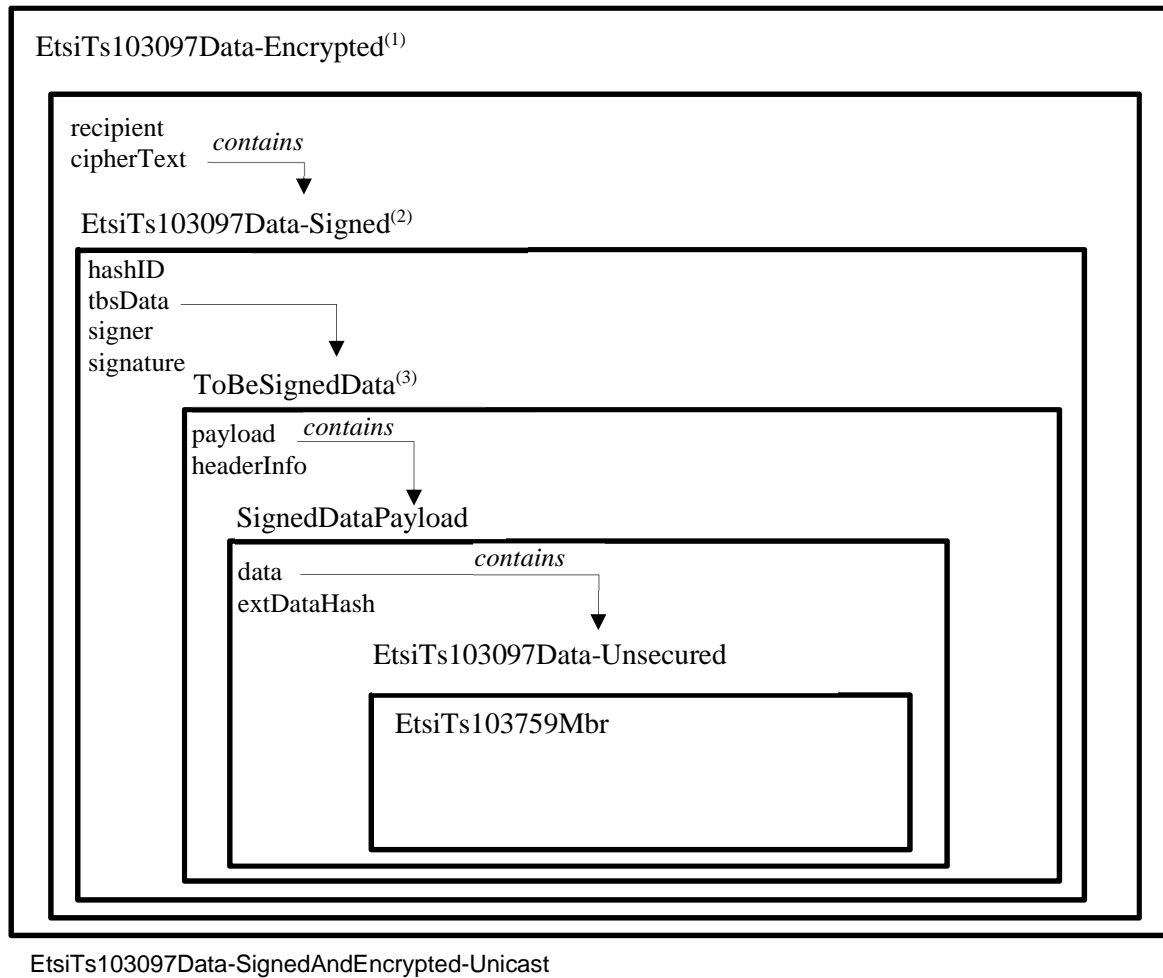 EtsiTs103097Data-Encrypted(1)
recipient
contains
cipherText
EtsiTs103097Data-Signed(2)
hashID
tbsData
signer
signature
ToBeSignedData(3)
payload contains
headerInfo
SignedDataPayload
contains
data
extDataHash
EtsiTs103097Data-Unsecured
EtsiTs103759Mbr
EtsiTs103097Data-SignedAndEncrypted-Unicast